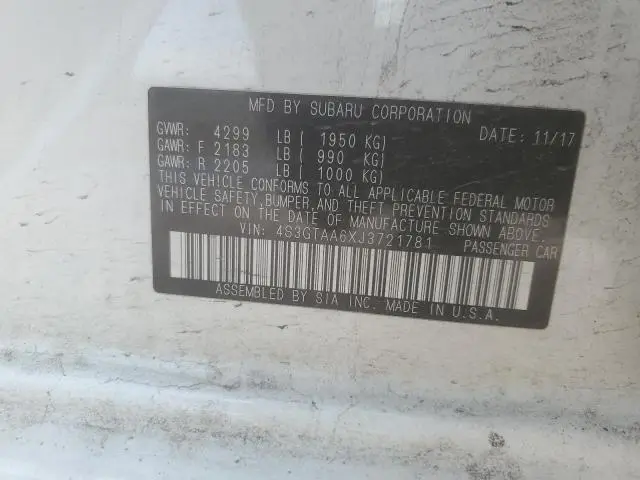 MFD BY SUBARU CORPORATION
GVWR: 4299 LB ( 1950 KG) DATE: 11/17
GAWR: F 2183 LB ( 990 KG)
GAWR: R 2205 LB ( 1000 KG)
THIS VEHICLE CONFORMS TO ALL APPLICABLE FEDERAL MOTOR
VEHICLE SAFETY, BUMPER, AND THEFT PREVENTION STANDARDS
IN EFFECT ON THE DATE OF MANUFACTURE SHOWN ABOVE.
VIN: 4S3GTAA6XJ3721781 PASSENGER CAR
ASSEMBLED BY SIA INC. MADE IN U.S.A.